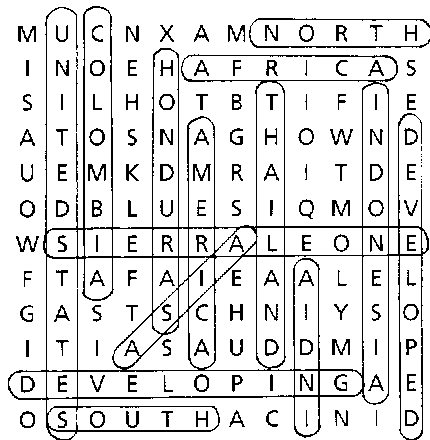 M U C N X A M N O R T H
I N O E H A F R I C A S
S I L H O T B T I F I E
A T O S N A G H O W N D
U E M K D M R A I T D E
O D B L U E S I Q M O V
W S I E R R A L E O N E
F T A F A I E A A L E L
G A S T S C H N I Y S O
I T I A S A U D D M I P
D E V E L O P I N G A E
O S O U T H A C I N I D